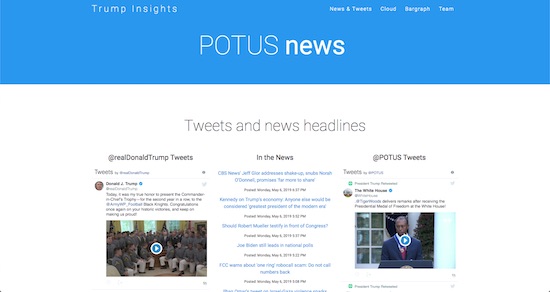 Trump Insights
News & Tweets Cloud Bargraph Team
POTUS news
Tweets and news headlines
@realDonaldTrump Tweets
Tweets by @realDonaldTrump
Donald J. Trump
@realDonaldTrump
Today, it was my true honor to present the Commander-
in-Chief's Trophy—for the second year in a row, to the
@ArmyWP_Football Black Knights. Congratulations
once again on your historic victories, and keep on
making us proud!
In the News
CBS News' Jeff Glor addresses shake-up, snubs Norah
O'Donnell, promises 'far more to share'
Posted: Monday, May 6, 2019 6:31 PM
Kennedy on Trump's economy: Anyone else would be
considered 'greatest president of the modern era'
Posted: Monday, May 6, 2019 5:52 PM
Should Robert Mueller testify in front of Congress?
Posted: Monday, May 6, 2019 5:31 PM
Joe Biden still leads in national polls
Posted: Monday, May 6, 2019 5:22 PM
FCC warns about 'one ring' robocall scam: Do not call
numbers back
Posted: Monday, May 6, 2019 5:08 PM
@POTUS Tweets
Tweets by @POTUS
Donald Trump Retweeted
The White House
@WhiteHouse
.@TigerWoods delivers remarks after receiving the
Presidential Medal of Freedom at the White House!
Donald Trump Retweeted